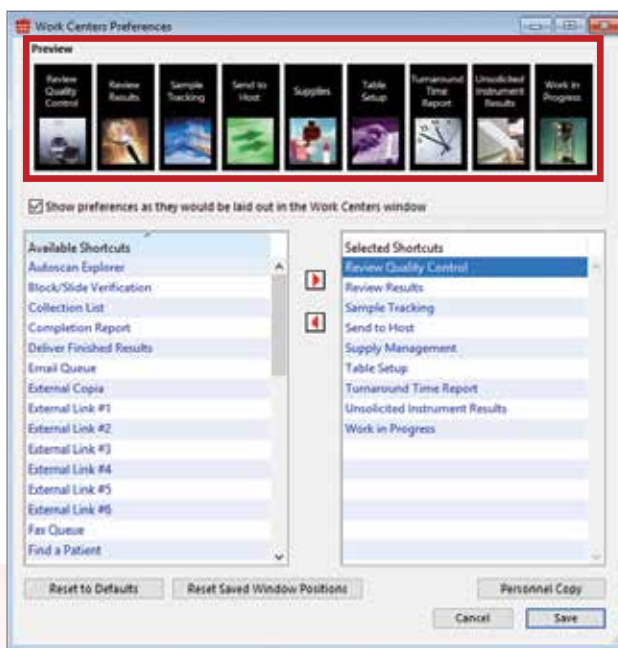 Work Centers Preferences
Preview
Review
Quality
Control
Review
Results
Sample
Tracking
Send to
Host
Supplies
Table
Setup
Turnaround
Time
Report
Unsolicited
Instrument
Results
Work in
Progress
Show preferences as they would be laid out in the Work Centers window
Available Shortcuts
Autoscan Explorer
Block/Slide Verification
Collection List
Completion Report
Deliver Finished Results
Email Queue
External Copia
External Link #1
External Link #2
External Link #3
External Link #4
External Link #5
External Link #6
Fax Queue
Find a Patient
Selected Shortcuts
Review Quality Control
Review Results
Sample Tracking
Send to Host
Supply Management
Table Setup
Turnaround Time Report
Unsolicited Instrument Results
Work in Progress
Reset to Defaults
Reset Saved Window Positions
Personnel Copy
Cancel
Save